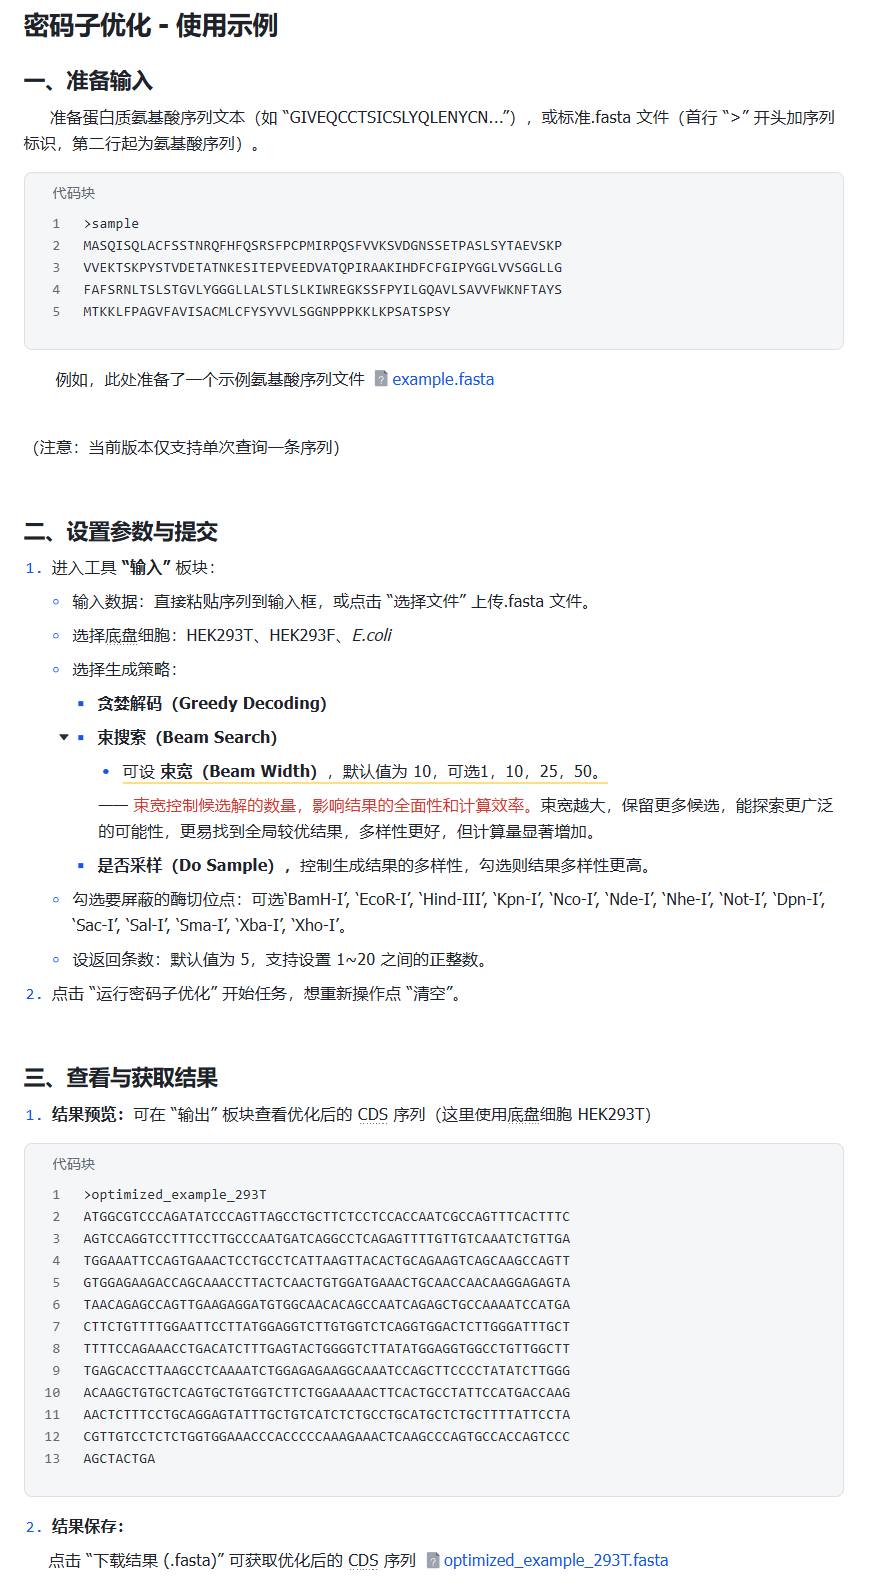 密码子优化 - 使用示例
一、准备输入
准备蛋白质氨基酸序列文本（如 “GIVEQCCTSICSLYQLENYCN...”），或标准.fasta 文件（首行 “>” 开头加序列
标识，第二行起为氨基酸序列）。
代码块
1 >sample
2 MASQISQLACFSSTNRQFHFQSRSFPCPMIRPQSFVVKSVDGNSSETPASLSYTAEVSKP
3 VVEKTSKPYSTVDETATNKESITEPVEEDVATQPIRAAKIHDFCFGIPYGGLVVSGGLLG
4 FAFSRNLTSLSTGVLYGGGLLALSTLSLKIWREGKSSFPYILGQAVLSAVVFWKNFTAYS
5 MTKKLFPAGVFAVISACMLCFYSYVVLSGGNPPPKKLKPSATSPSY
例如，此处准备了一个示例氨基酸序列文件 example.fasta
（注意：当前版本仅支持单次查询一条序列）
二、设置参数与提交
1. 进入工具 “输入” 板块：
◦ 输入数据：直接粘贴序列到输入框，或点击 “选择文件” 上传.fasta 文件。
◦ 选择底盘细胞：HEK293T、HEK293F、E.coli
◦ 选择生成策略：
▪ 贪婪解码（Greedy Decoding）
▪ 束搜索（Beam Search）
• 可设 束宽（Beam Width），默认值为 10，可选1，10，25，50。
—— 束宽控制候选解的数量，影响结果的全面性和计算效率。束宽越大，保留更多候选，能探索更广泛
的可能性，更易找到全局较优结果，多样性更好，但计算量显著增加。
▪ 是否采样（Do Sample），控制生成结果的多样性，勾选则结果多样性更高。
◦ 勾选要屏蔽的酶切位点：可选‘BamH-I’, ‘EcoR-I’, ‘Hind-III’, ‘Kpn-I’, ‘Nco-I’, ‘Nde-I’, ‘Nhe-I’, ‘Not-I’, ‘Dpn-I’,
‘Sac-I’, ‘Sal-I’, ‘Sma-I’, ‘Xba-I’, ‘Xho-I’。
◦ 设返回条数：默认值为 5，支持设置 1~20 之间的正整数。
2. 点击 “运行密码子优化” 开始任务，想重新操作点 “清空”。
三、查看与获取结果
1. 结果预览：可在 “输出” 板块查看优化后的 CDS 序列（这里使用底盘细胞 HEK293T）
代码块
1 >optimized_example_293T
2 ATGGCGTCCCAGATATCCCAGTTAGCCTGCTTCTCCTCCACCAATCGCCAGTTTCACTTTC
3 AGTCCAGGTCCTTTCCTTGCCCAATGATCAGGCCTCAGAGTTTTGTTGTCAAATCTGTTGA
4 TGGAAATTCCAGTGAAACTCCTGCCTCATTAAGTTACACTGCAGAAGTCAGCAAGCCAGTT
5 GTGGAGAAGACCAGCAAACCTTACTCAACTGTGGATGAAACTGCAACCAACAAGGAGAGTA
6 TAACAGAGCCAGTTGAAGAGGATGTGGCAACACAGCCAATCAGAGCTGCCAAAATCCATGA
7 CTTCTGTTTTGGAATTCCTTATGGAGGTCTTGTGGTCTCAGGTGGACTCTTGGGATTTGCT
8 TTTTCCAGAAACCTGACATCTTTGAGTACTGGGGTCTTATATGGAGGTGGCCTGTTGGCTT
9 TGAGCACCTTAAGCCTCAAAATCTGGAGAGAAGGCAAATCCAGCTTCCCCTATATCTTGGG
10 ACAAGCTGTGCTCAGTGCTGTGGTCTTCTGGAAAAACTTCACTGCCTATTCCATGACCAAG
11 AACTCTTTCCTGCAGGAGTATTTGCTGTCATCTCTGCCTGCATGCTCTGCTTTTATTCCTA
12 CGTTGTCCTCTCTGGTGGAAACCCACCCCCAAAGAAACTCAAGCCCAGTGCCACCAGTCCC
13 AGCTACTGA
2. 结果保存：
点击 “下载结果 (.fasta)” 可获取优化后的 CDS 序列 optimized_example_293T.fasta